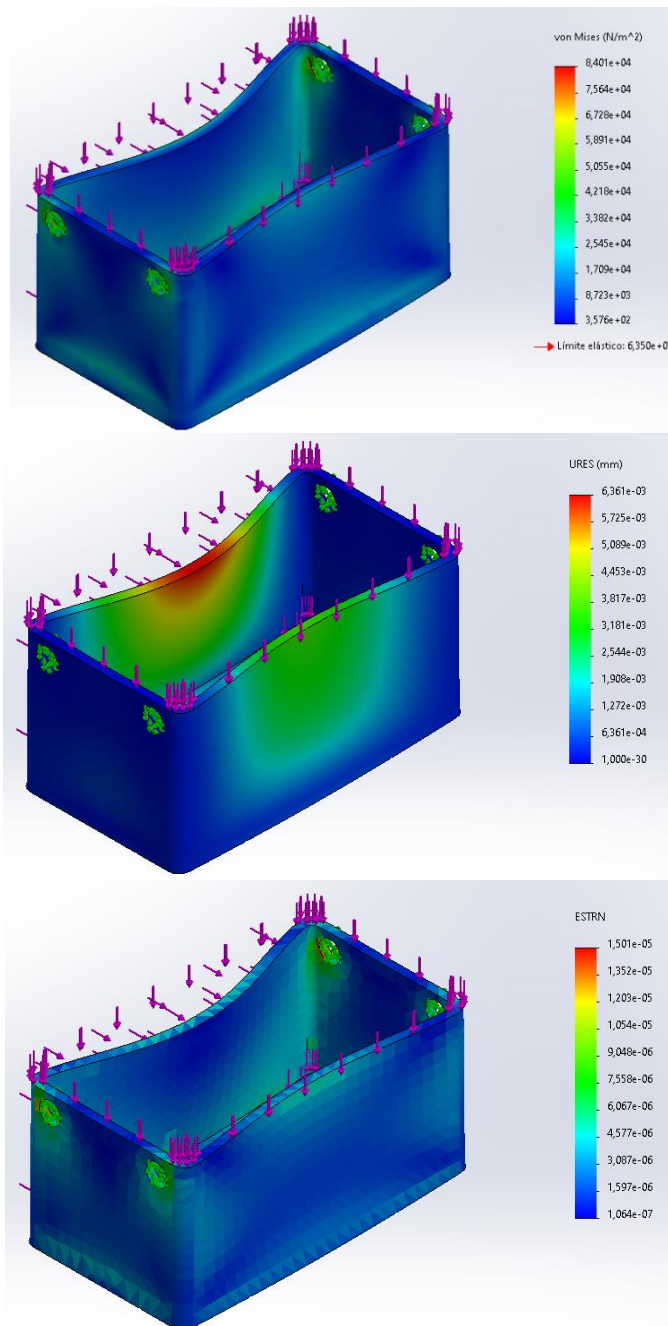 von Mises (N/m^2)
8,401e+04
7,564e+04
6,728e+04
5,891e+04
5,055e+04
4,218e+04
3,382e+04
2,545e+04
1,709e+04
8,723e+03
3,576e+02
Límite elástico: 6,350e+0
URES (mm)
6,361e-03
5,725e-03
5,089e-03
4,453e-03
3,817e-03
2,544e-03
1,908e-03
1,272e-03
6,361e-04
1,000e-30
ESTRN
1,501e-05
1,352e-05
1,203e-05
1,054e-05
9,048e-06
7,558e-06
6,067e-06
4,577e-06
3,087e-06
1,597e-06
1,064e-07